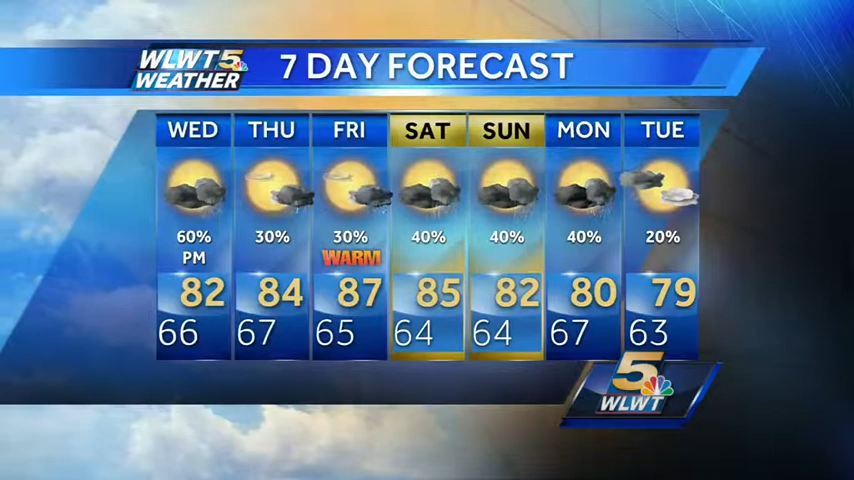 WLWT 5
WEATHER
7 DAY FORECAST
WED THU FRI SAT SUN MON TUE
60% 30% 30% 40% 40% 40% 20%
PM WARM
82 84 87 85 82 80 79
66 67 65 64 64 67 63
5
WLWT